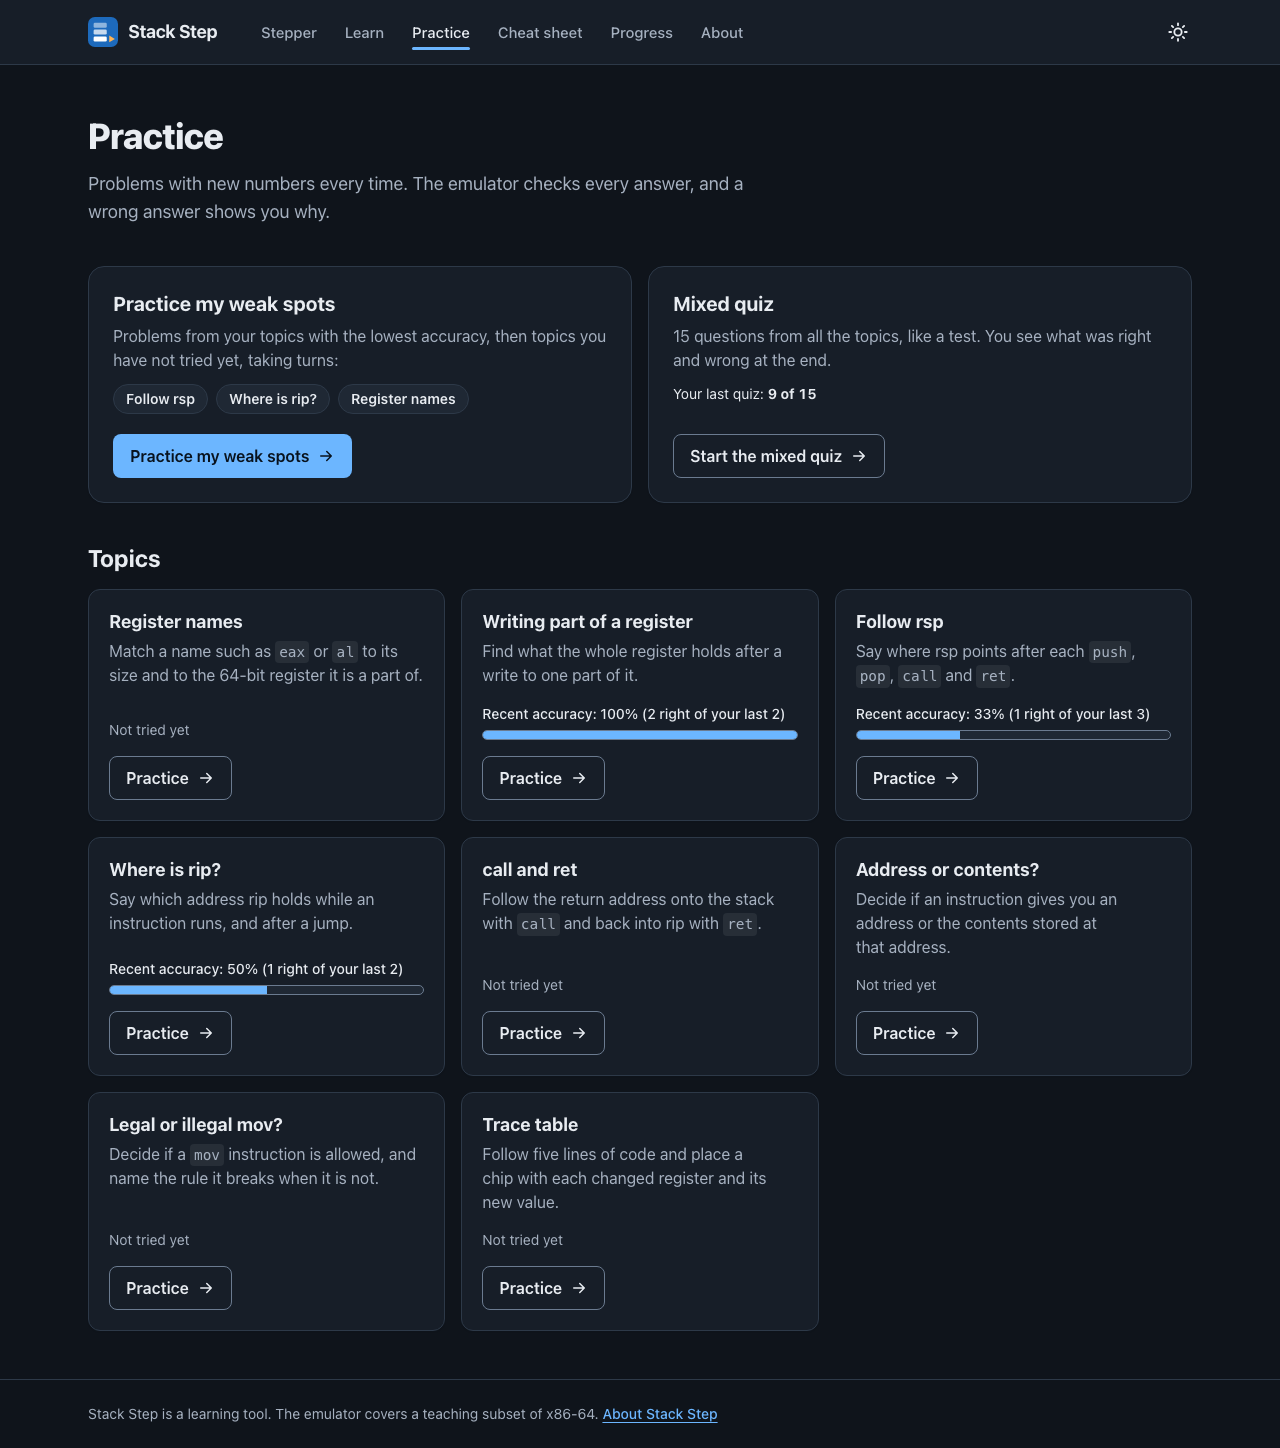 Stack Step
Stepper
Learn
Practice
Cheat sheet
Progress
About
Practice
Problems with new numbers every time. The emulator checks every answer, and a
wrong answer shows you why.
Practice my weak spots
Problems from your topics with the lowest accuracy, then topics you
have not tried yet, taking turns:
Follow rsp
Where is rip?
Register names
Practice my weak spots →
Mixed quiz
15 questions from all the topics, like a test. You see what was right
and wrong at the end.
Your last quiz: 9 of 15
Start the mixed quiz →
Topics
Register names
Match a name such as eax or al to its
size and to the 64-bit register it is a part of.
Not tried yet
Practice →
Writing part of a register
Find what the whole register holds after a
write to one part of it.
Recent accuracy: 100% (2 right of your last 2)
Practice →
Follow rsp
Say where rsp points after each push,
pop, call and ret.
Recent accuracy: 33% (1 right of your last 3)
Practice →
Where is rip?
Say which address rip holds while an
instruction runs, and after a jump.
Recent accuracy: 50% (1 right of your last 2)
Practice →
call and ret
Follow the return address onto the stack
with call and back into rip with ret.
Not tried yet
Practice →
Address or contents?
Decide if an instruction gives you an
address or the contents stored at
that address.
Not tried yet
Practice →
Legal or illegal mov?
Decide if a mov instruction is allowed, and
name the rule it breaks when it is not.
Not tried yet
Practice →
Trace table
Follow five lines of code and place a
chip with each changed register and its
new value.
Not tried yet
Practice →
Stack Step is a learning tool. The emulator covers a teaching subset of x86-64. About Stack Step